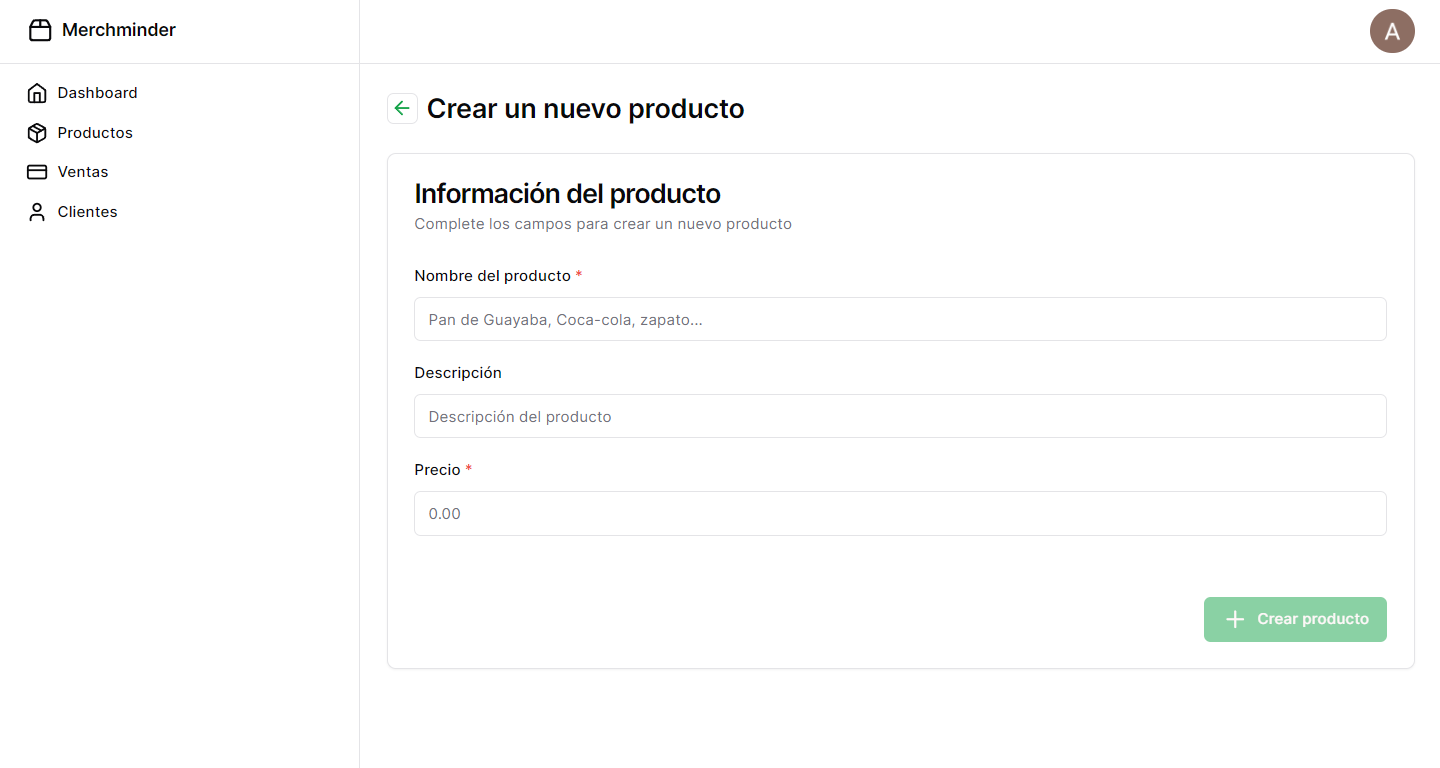 Merchminder
A
Dashboard
Productos
Ventas
Clientes
Crear un nuevo producto
Información del producto
Complete los campos para crear un nuevo producto
Nombre del producto *
Pan de Guayaba, Coca-cola, zapato...
Descripción
Descripción del producto
Precio *
0.00
Crear producto